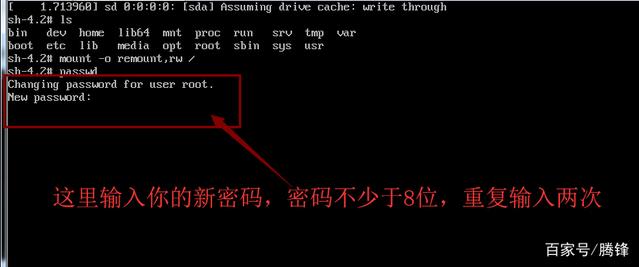 [    1.713960] sd 0:0:0:0: [sda] Assuming drive cache: write through
sh-4.2# ls
bin   dev  home  lib64  mnt  proc  run   srv  tmp  var
boot  etc  lib   media  opt  root  sbin  sys  usr
sh-4.2# mount -o remount,rw /
sh-4.2# passwd
Changing password for user root.
New password:
这里输入你的新密码，密码不少于8位，重复输入两次
百家号/腾锋